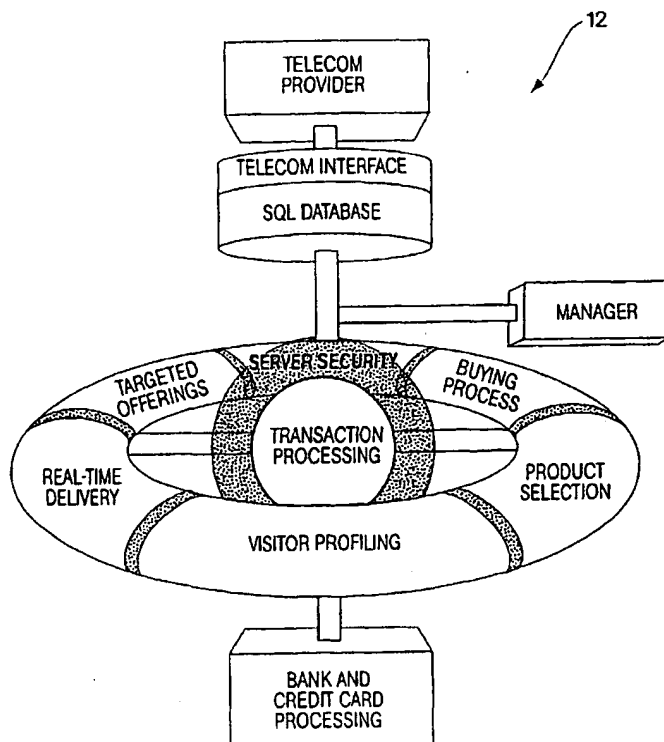 12
TELECOM
PROVIDER
TELECOM INTERFACE
SQL DATABASE
MANAGER
SERVER SECURITY
TARGETED
OFFERINGS
BUYING
PROCESS
TRANSACTION
PROCESSING
REAL-TIME
DELIVERY
PRODUCT
SELECTION
VISITOR PROFILING
BANK AND
CREDIT CARD
PROCESSING